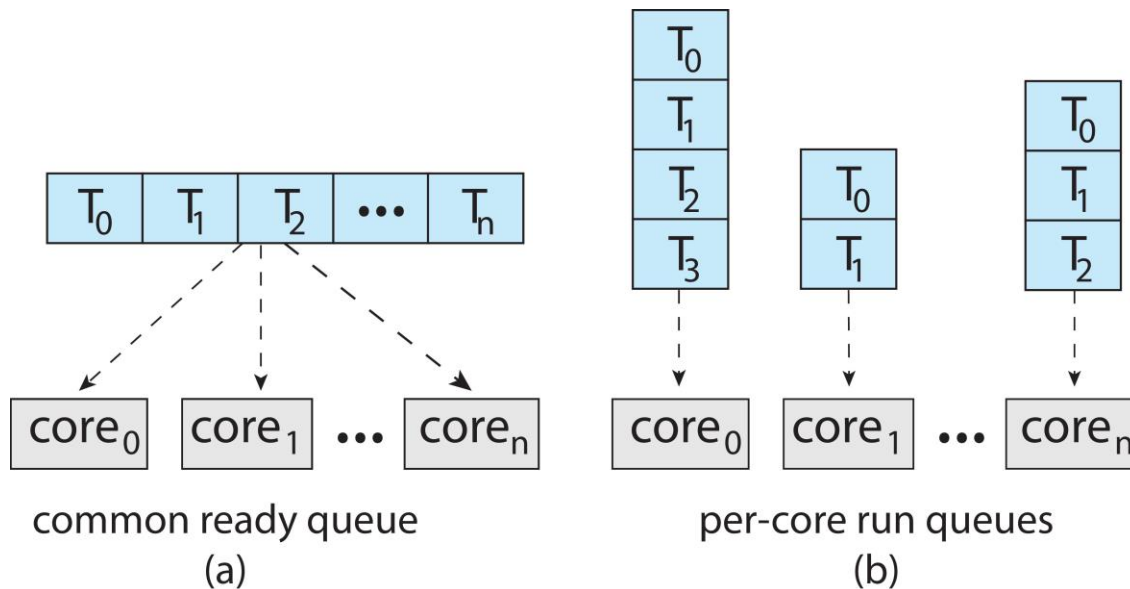 T0 T1 T2 ••• Tn
core0 core1 ••• coren
common ready queue
(a)
T0
T1
T2
T3
T0
T1
T0
T1
T2
core0 core1 ••• coren
per-core run queues
(b)